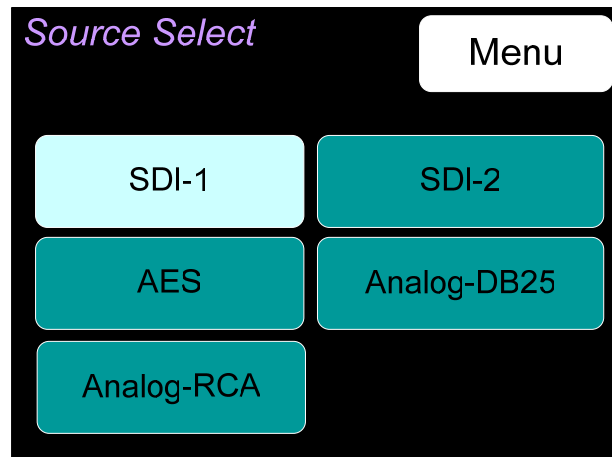 Source Select
Menu
SDI-1
SDI-2
AES
Analog-DB25
Analog-RCA